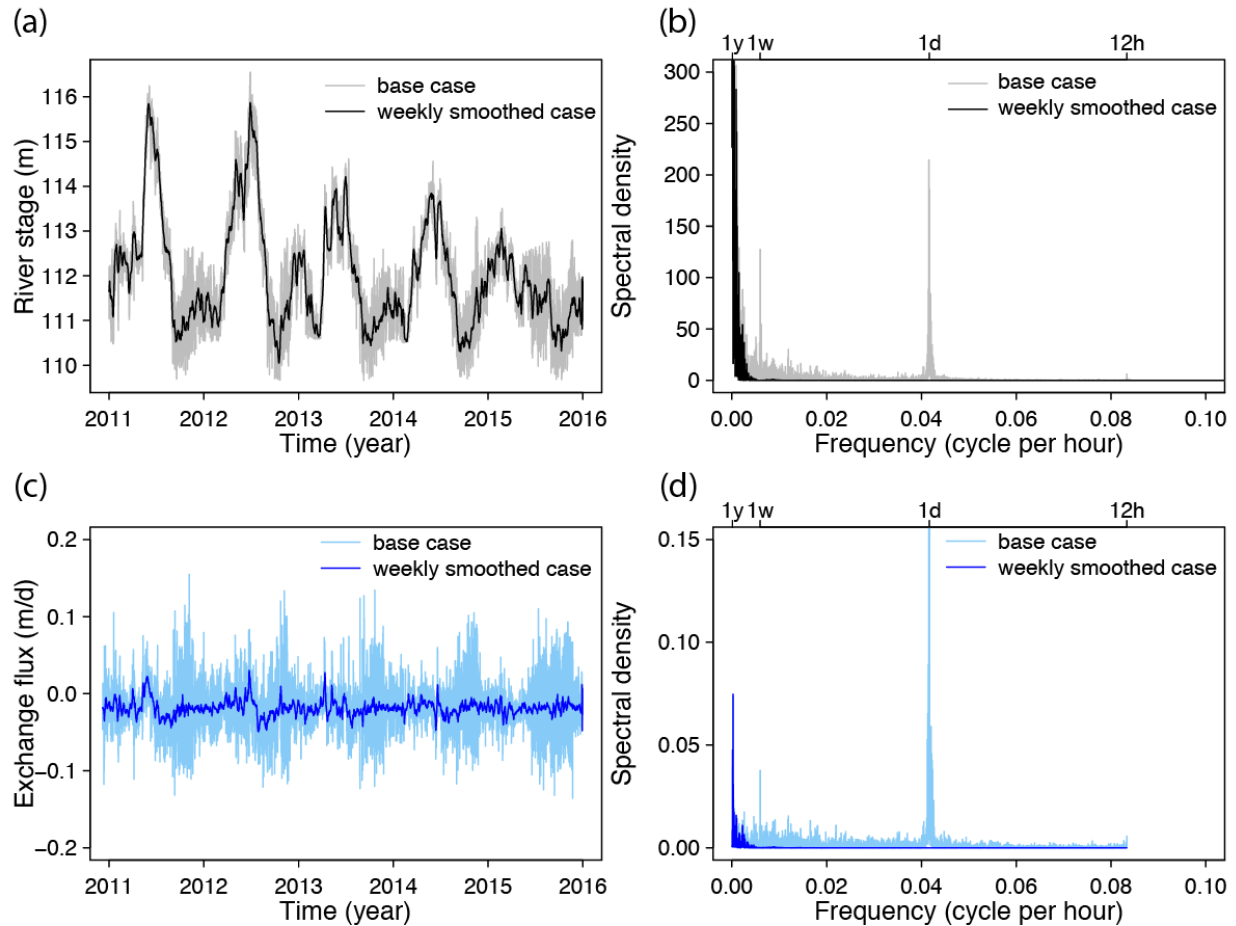 (a)
base case
weekly smoothed case
116
115
114
113
112
111
110
River stage (m)
2011 2012 2013 2014 2015 2016
Time (year)
(b)
1y 1w 1d 12h
base case
weekly smoothed case
300
250
200
150
100
50
0
Spectral density
0.00 0.02 0.04 0.06 0.08 0.10
Frequency (cycle per hour)
(c)
base case
weekly smoothed case
0.2
0.1
0.0
−0.1
−0.2
Exchange flux (m/d)
2011 2012 2013 2014 2015 2016
Time (year)
(d)
1y 1w 1d 12h
base case
weekly smoothed case
0.15
0.10
0.05
0.00
Spectral density
0.00 0.02 0.04 0.06 0.08 0.10
Frequency (cycle per hour)